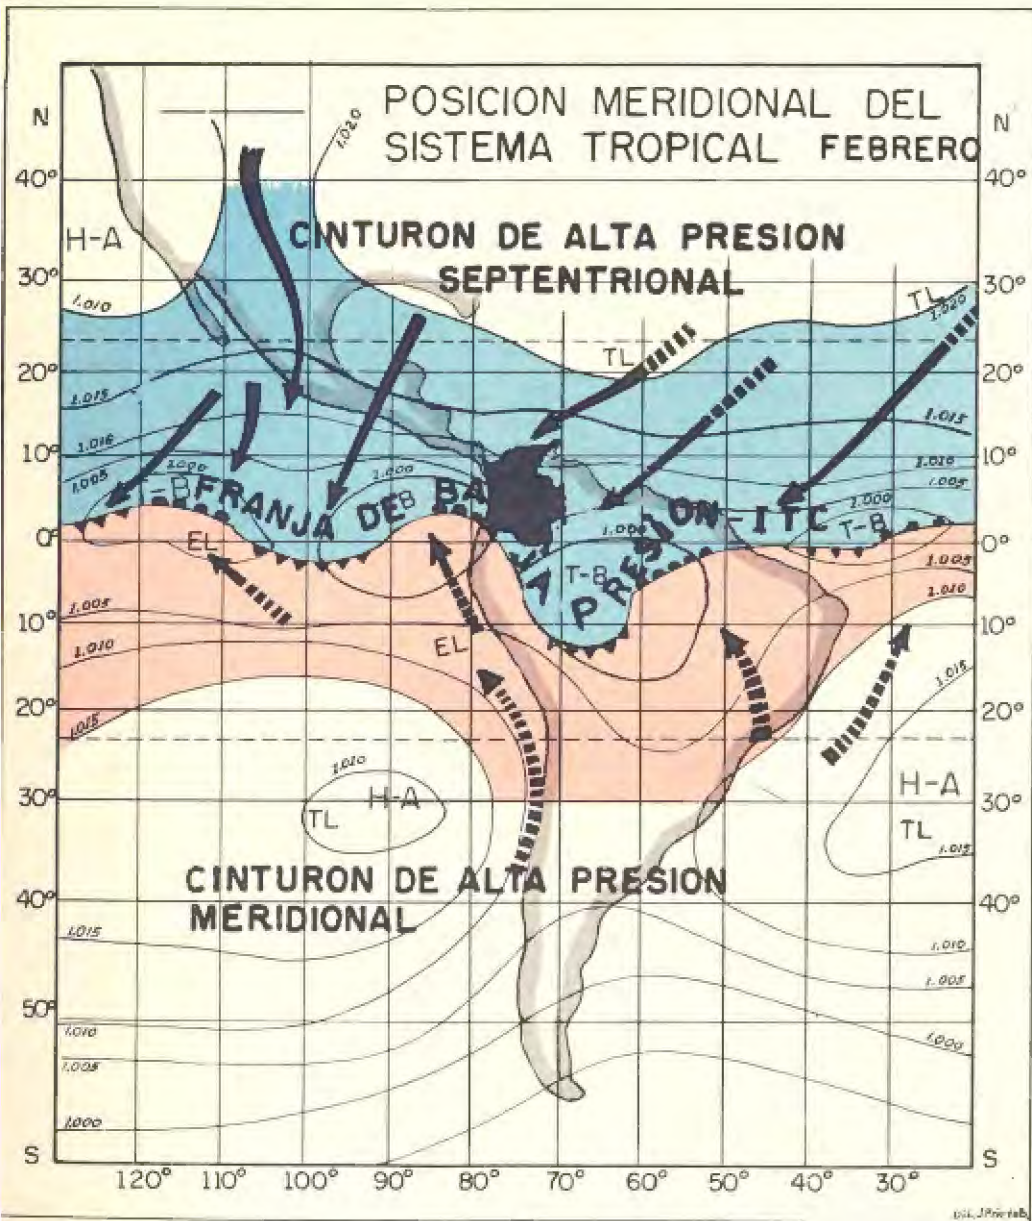 POSICION MERIDIONAL DEL
SISTEMA TROPICAL FEBRERO
N
N
1.020
40°
40°
H-A
CINTURON DE ALTA PRESION
SEPTENTRIONAL
30°
30°
1.010
TL
1.020
TL
20°
20°
1.015
1.015
1.010
10°
10°
1.010
1.005
1.005
1.000
1.000
1.000
FRANJA DE BAJA PRESION-ITC
T-B
T-B
0°
0°
EL
1.005
1.005
1.010
10°
10°
EL
1.010
1.015
20°
20°
1.015
1.010
H-A
H-A
30°
30°
TL
TL
1.015
CINTURON DE ALTA PRESION
MERIDIONAL
40°
40°
1.015
1.010
1.005
50°
1.010
1.000
1.005
1.000
S
S
120° 110° 100° 90° 80° 70° 60° 50° 40° 30°